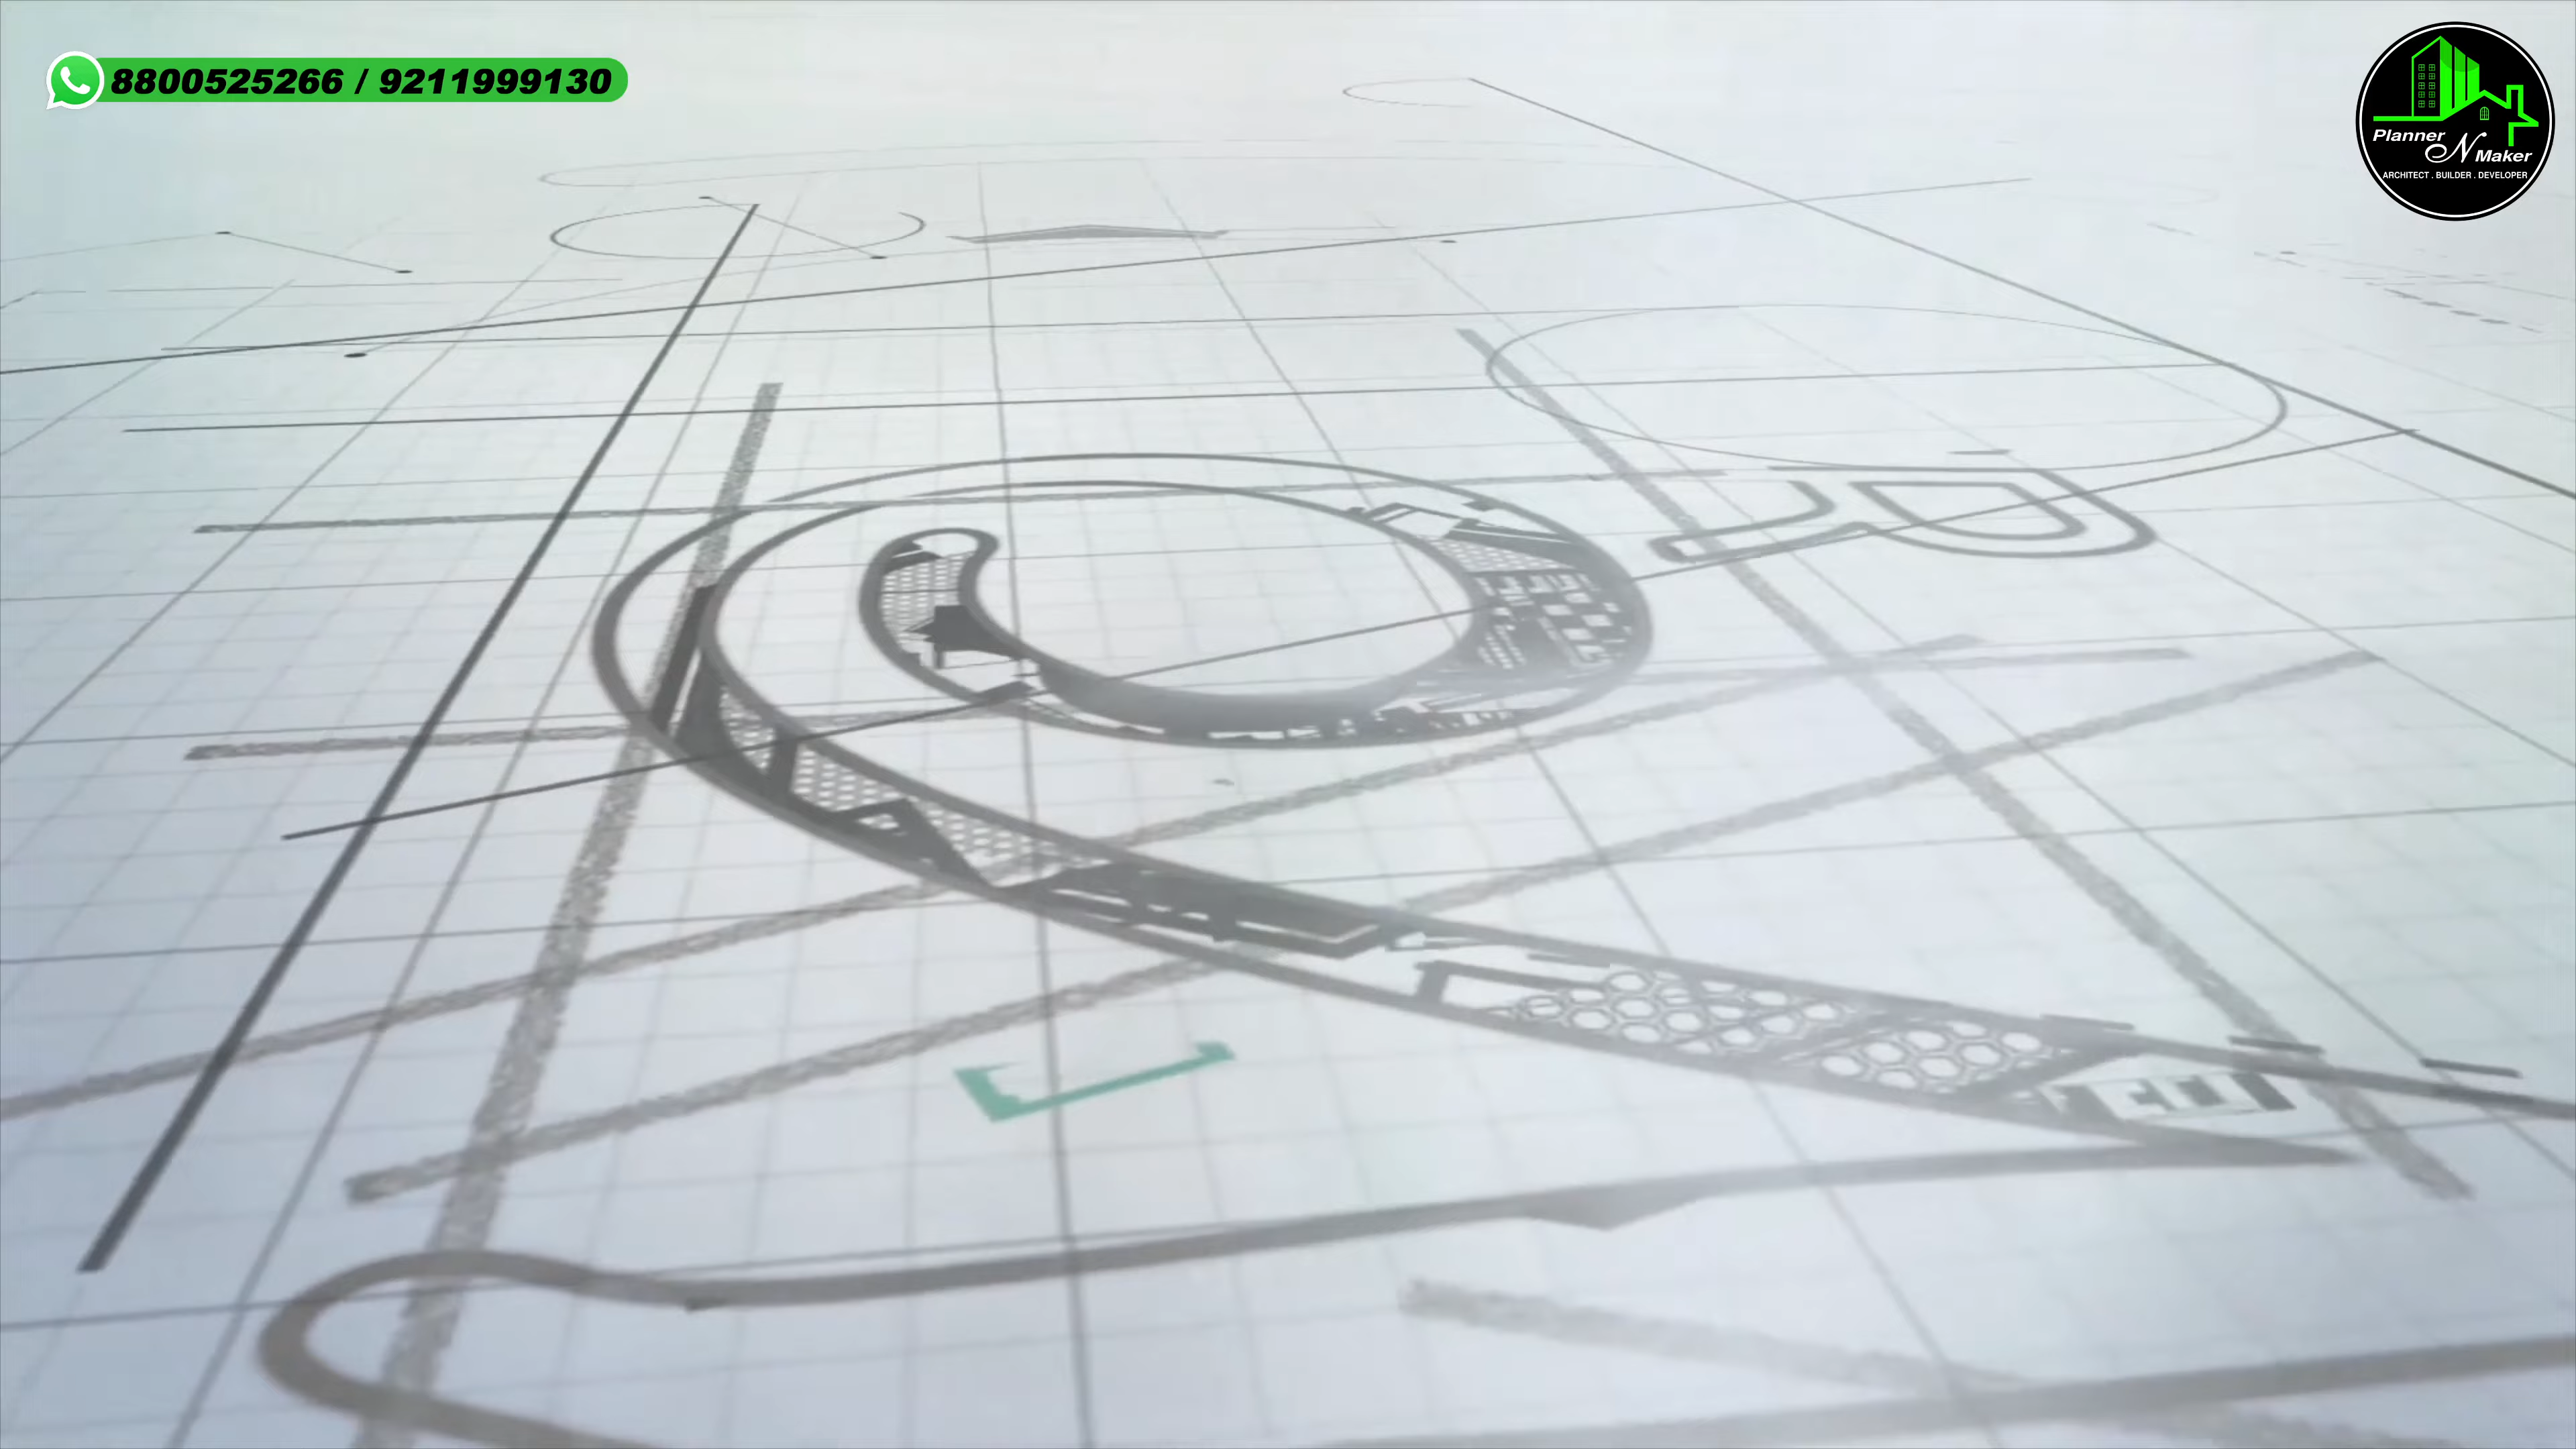 8800525266 / 9211999130
Planner
N Maker
ARCHITECT . BUILDER . DEVELOPER